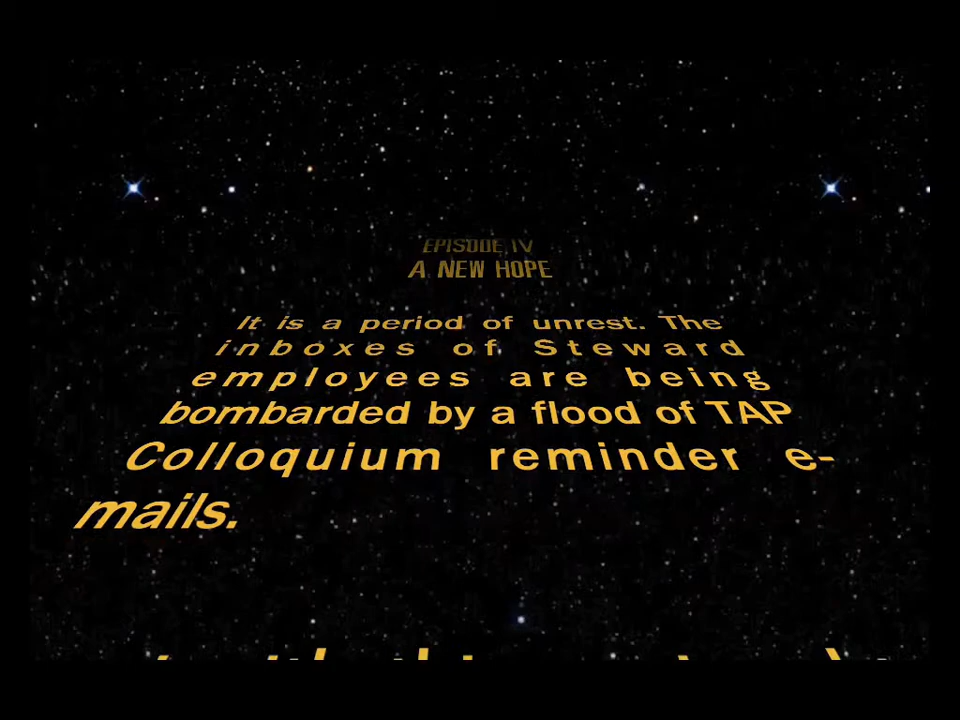 EPISODE IV
A NEW HOPE
It is a period of unrest. The
inboxes of Steward
employees are being
bombarded by a flood of TAP
Colloquium reminder e-
mails.